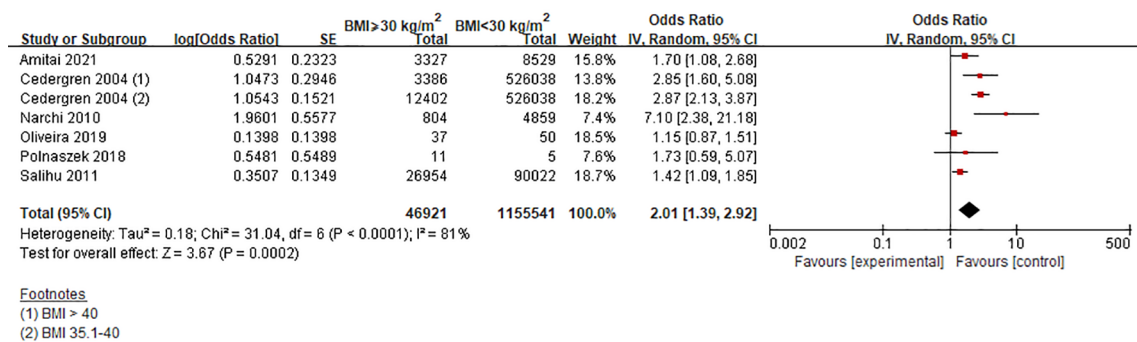 BMI≥30 kg/m² BMI<30 kg/m² Odds Ratio Odds Ratio
Study or Subgroup log[Odds Ratio] SE Total Total Weight IV, Random, 95% CI IV, Random, 95% CI
Amitai 2021 0.5291 0.2323 3327 8529 15.8% 1.70 [1.08, 2.68]
Cedergren 2004 (1) 1.0473 0.2946 3386 526038 13.8% 2.85 [1.60, 5.08]
Cedergren 2004 (2) 1.0543 0.1521 12402 526038 18.2% 2.87 [2.13, 3.87]
Narchi 2010 1.9601 0.5577 804 4859 7.4% 7.10 [2.38, 21.18]
Oliveira 2019 0.1398 0.1398 37 50 18.5% 1.15 [0.87, 1.51]
Polnaszek 2018 0.5481 0.5489 11 5 7.6% 1.73 [0.59, 5.07]
Salihu 2011 0.3507 0.1349 26954 90022 18.7% 1.42 [1.09, 1.85]
Total (95% CI) 46921 1155541 100.0% 2.01 [1.39, 2.92]
Heterogeneity: Tau² = 0.18; Chi² = 31.04, df = 6 (P < 0.0001); I² = 81%
Test for overall effect: Z = 3.67 (P = 0.0002)
0.002 0.1 1 10 500
Favours [experimental] Favours [control]
Footnotes
(1) BMI > 40
(2) BMI 35.1-40